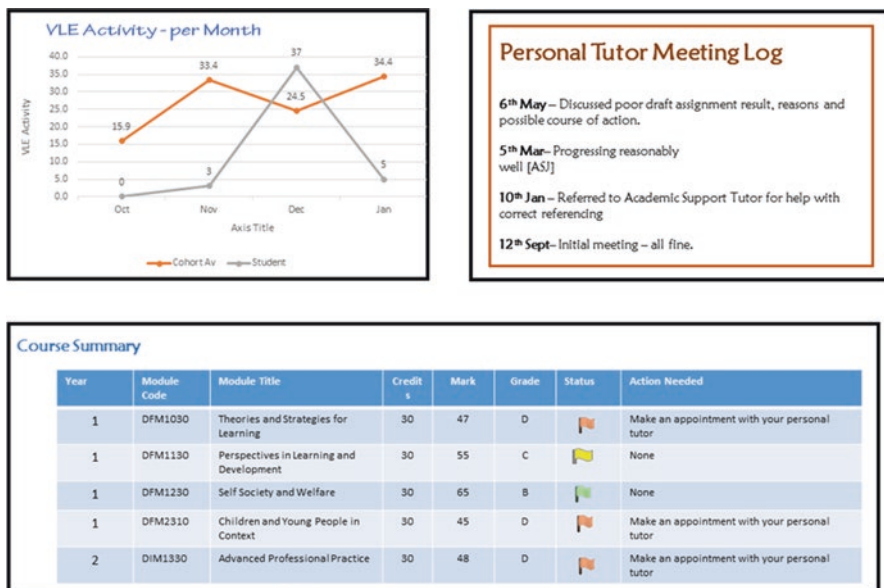 VLE Activity - per Month
40.0
35.0
30.0
25.0
20.0
15.0
10.0
5.0
0.0
VLE Activity
15.9
33.4
24.5
34.4
0
3
37
5
Oct Nov Dec Jan
Axis Title
Cohort Av Student
Personal Tutor Meeting Log
6th May – Discussed poor draft assignment result, reasons and
possible course of action.
5th Mar– Progressing reasonably
well [ASJ]
10th Jan – Referred to Academic Support Tutor for help with
correct referencing
12th Sept– Initial meeting – all fine.
Course Summary
Year Module Credit Mark Grade Status Action Needed
Code Module Title s
1 DFM1030 Theories and Strategies for 30 47 D Make an appointment with your personal
Learning tutor
1 DFM1130 Perspectives in Learning and 30 55 C None
Development
1 DFM1230 Self Society and Welfare 30 65 B None
1 DFM2310 Children and Young People in 30 45 D Make an appointment with your personal
Context tutor
2 DIM1330 Advanced Professional Practice 30 48 D Make an appointment with your personal
tutor